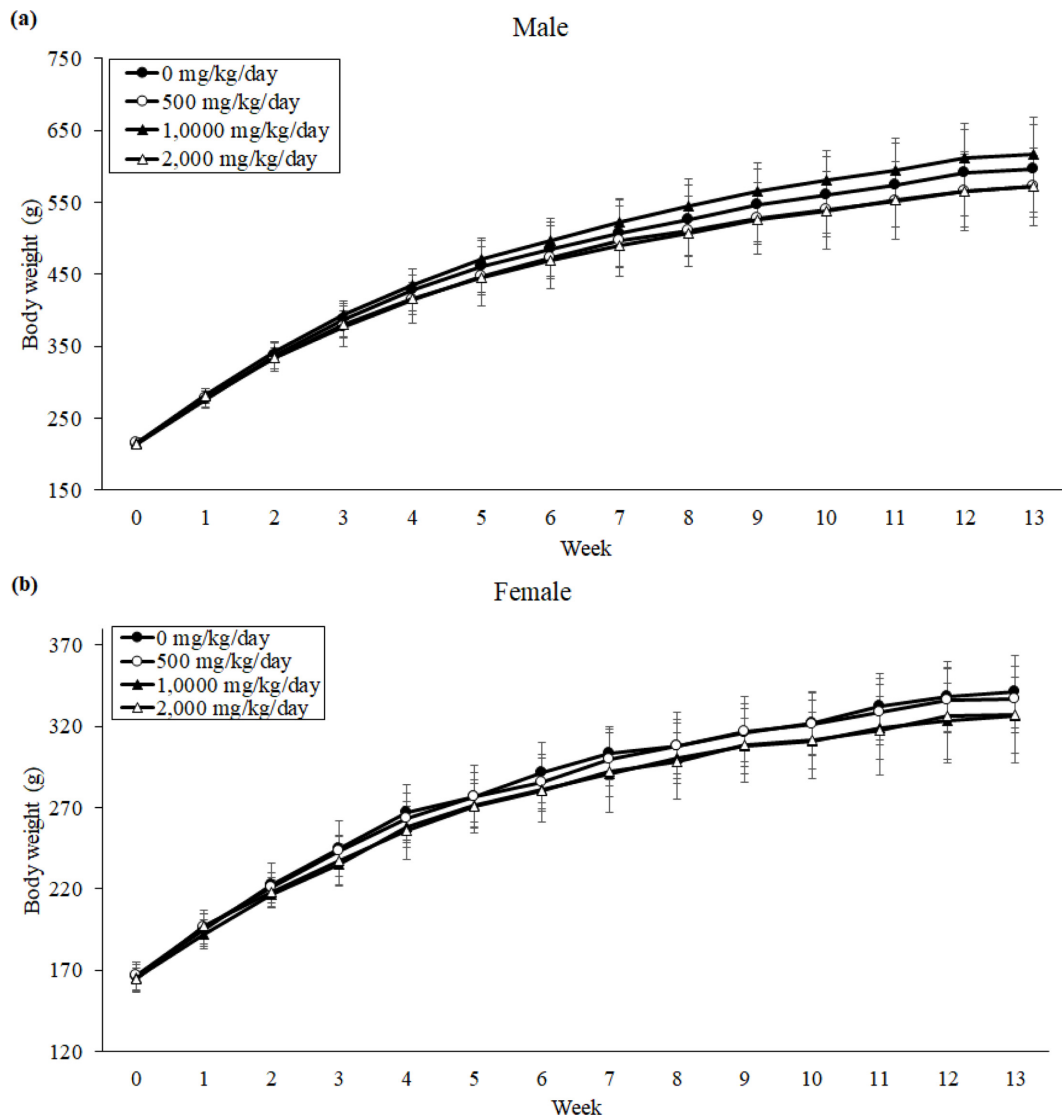 (a)
Male
750
650
550
450
350
250
150
Body weight (g)
0 mg/kg/day
500 mg/kg/day
1,0000 mg/kg/day
2,000 mg/kg/day
0 1 2 3 4 5 6 7 8 9 10 11 12 13
Week
(b)
Female
370
320
270
220
170
120
Body weight (g)
0 mg/kg/day
500 mg/kg/day
1,0000 mg/kg/day
2,000 mg/kg/day
0 1 2 3 4 5 6 7 8 9 10 11 12 13
Week